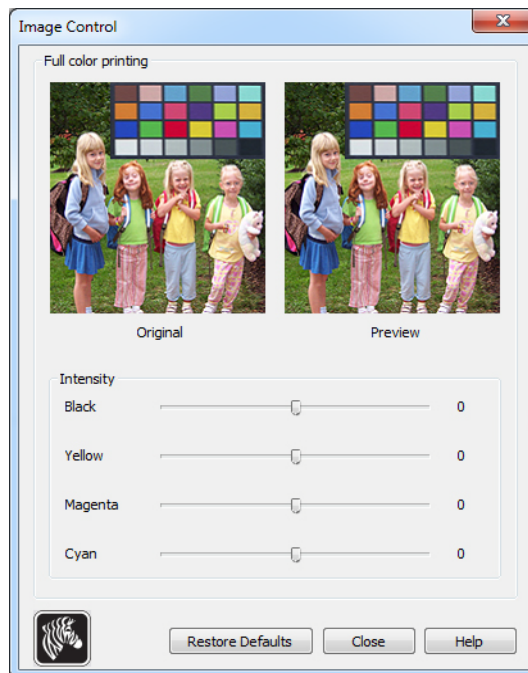 Image Control
Full color printing
Original Preview
Intensity
Black 0
Yellow 0
Magenta 0
Cyan 0
Restore Defaults Close Help